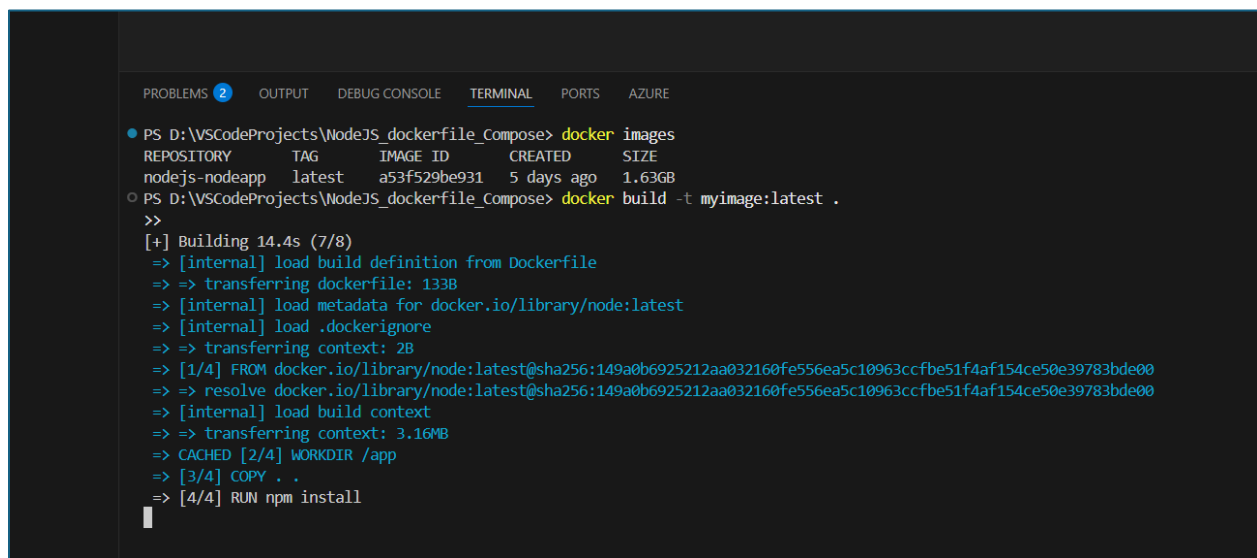 PROBLEMS 2 OUTPUT DEBUG CONSOLE TERMINAL PORTS AZURE
PS D:\VSCodeProjects\NodeJS_dockerfile_Compose> docker images
REPOSITORY TAG IMAGE ID CREATED SIZE
nodejs-nodeapp latest a53f529be931 5 days ago 1.63GB
PS D:\VSCodeProjects\NodeJS_dockerfile_Compose> docker build -t myimage:latest .
>>
[+] Building 14.4s (7/8)
=> [internal] load build definition from Dockerfile
=> => transferring dockerfile: 133B
=> [internal] load metadata for docker.io/library/node:latest
=> [internal] load .dockerignore
=> => transferring context: 2B
=> [1/4] FROM docker.io/library/node:latest@sha256:149a0b6925212aa032160fe556ea5c10963ccfbe51f4af154ce50e39783bde00
=> => resolve docker.io/library/node:latest@sha256:149a0b6925212aa032160fe556ea5c10963ccfbe51f4af154ce50e39783bde00
=> [internal] load build context
=> => transferring context: 3.16MB
=> CACHED [2/4] WORKDIR /app
=> [3/4] COPY . .
=> [4/4] RUN npm install